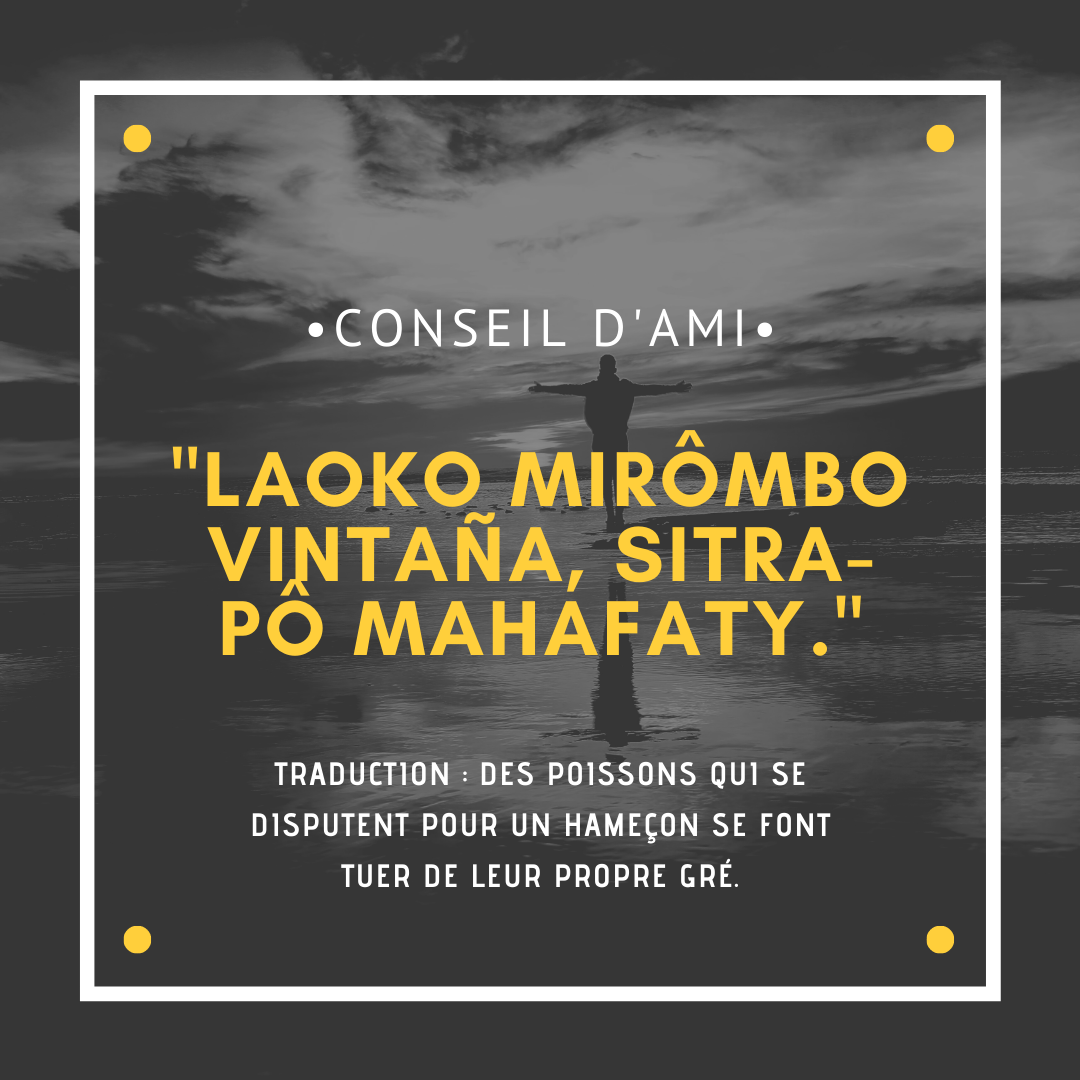 •CONSEIL D'AMI•
"LAOKO MIRÔMBO
VINTAÑA, SITRA-
PÔ MAHAFATY."
TRADUCTION : DES POISSONS QUI SE
DISPUTENT POUR UN HAMEÇON SE FONT
TUER DE LEUR PROPRE GRÉ.